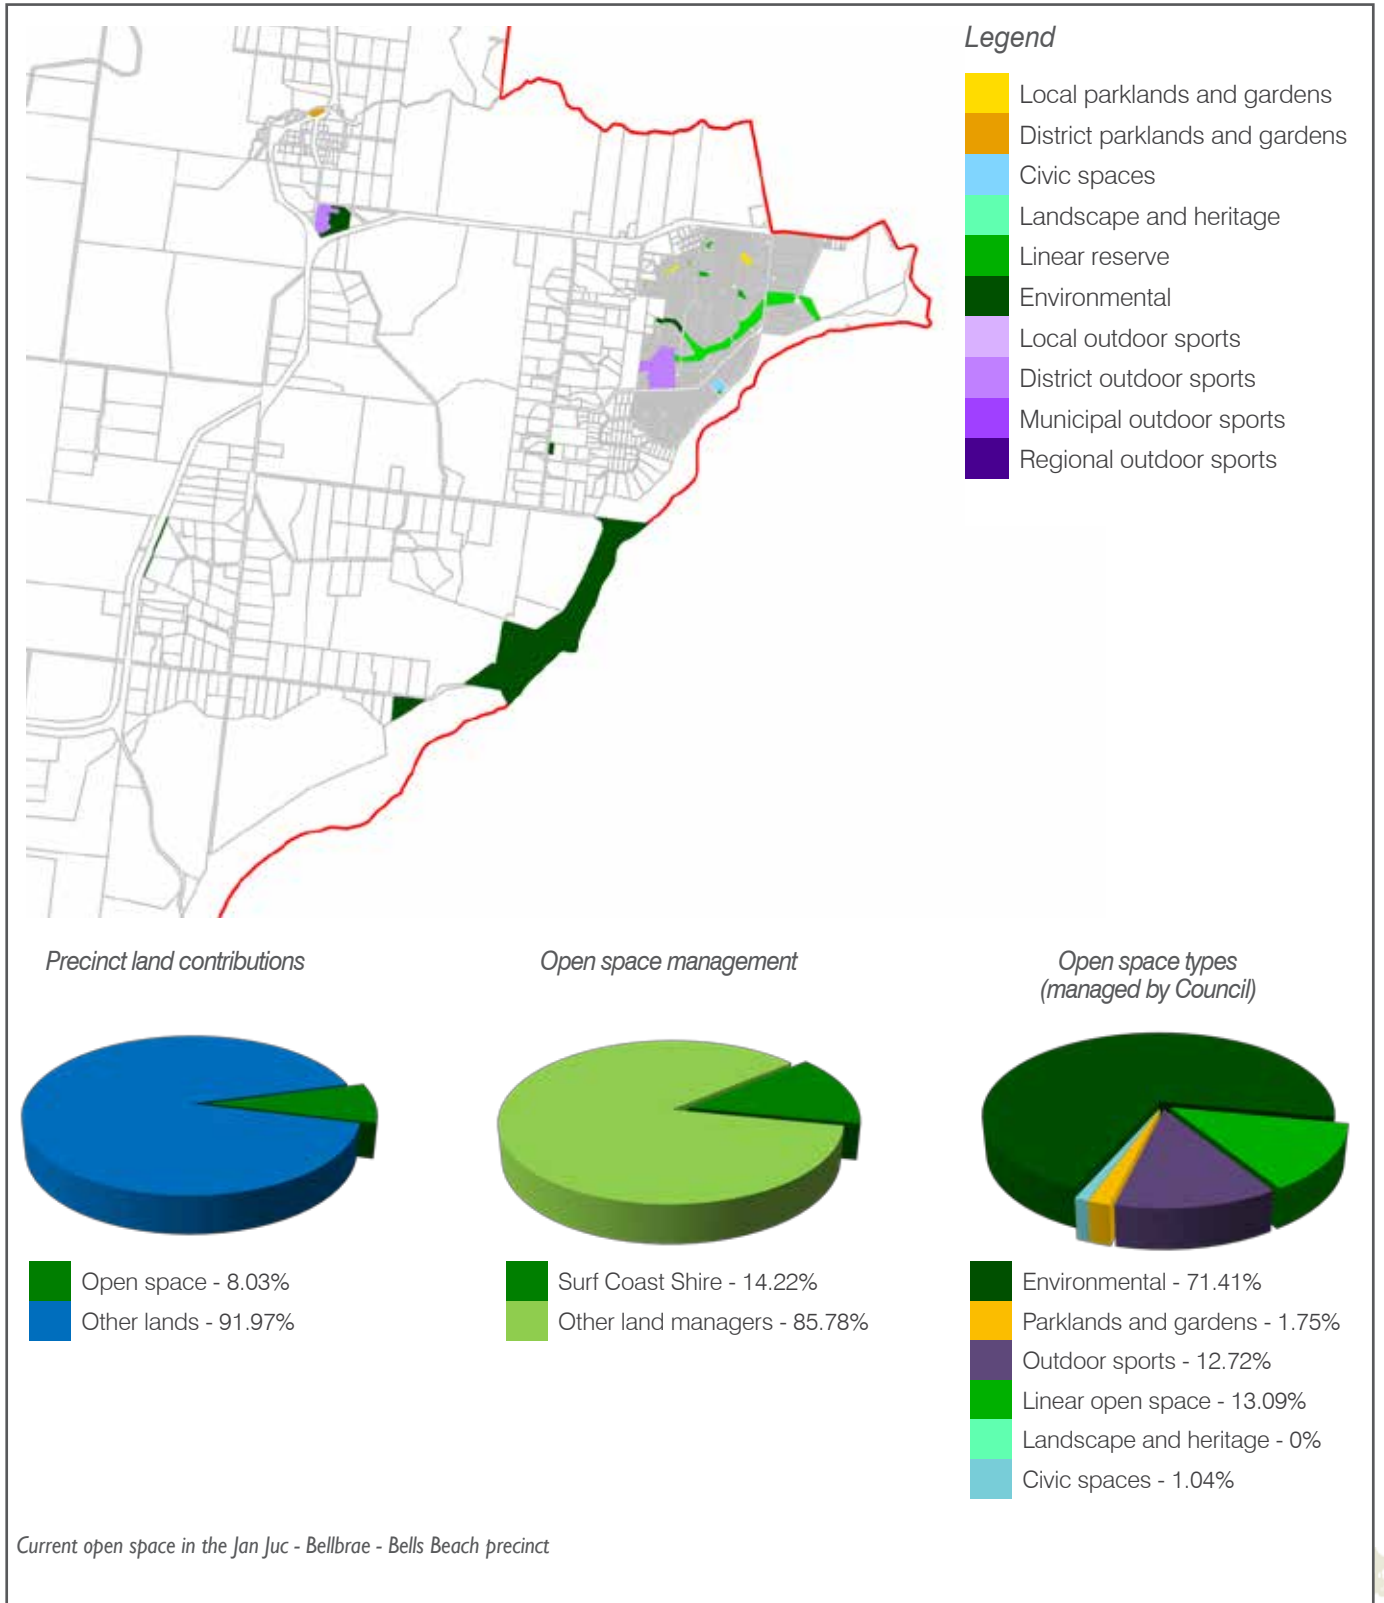 Legend
Local parklands and gardens
District parklands and gardens
Civic spaces
Landscape and heritage
Linear reserve
Environmental
Local outdoor sports
District outdoor sports
Municipal outdoor sports
Regional outdoor sports
Precinct land contributions
Open space - 8.03%
Other lands - 91.97%
Open space management
Surf Coast Shire - 14.22%
Other land managers - 85.78%
Open space types
(managed by Council)
Environmental - 71.41%
Parklands and gardens - 1.75%
Outdoor sports - 12.72%
Linear open space - 13.09%
Landscape and heritage - 0%
Civic spaces - 1.04%
Current open space in the Jan Juc - Bellbrae - Bells Beach precinct